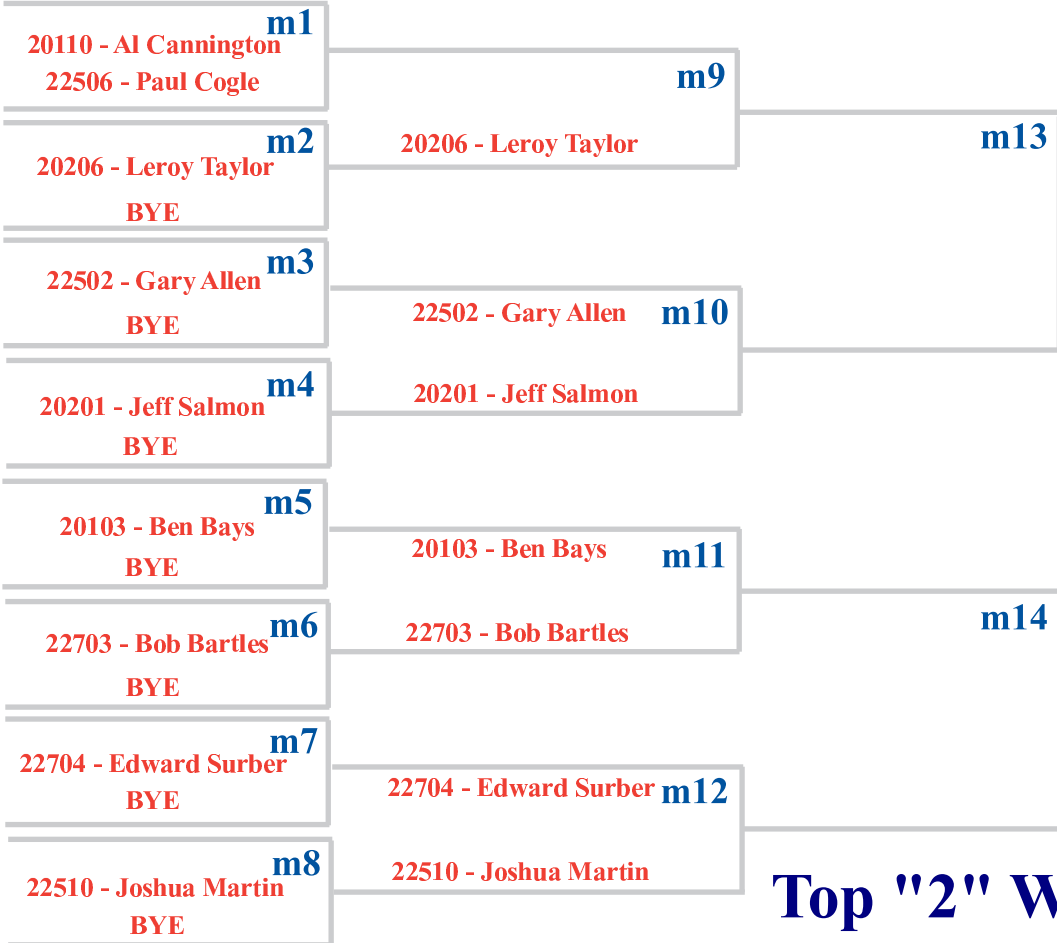 m1
20110 - Al Cannington
22506 - Paul Cogle
m2
20206 - Leroy Taylor
BYE
m3
22502 - Gary Allen
BYE
m4
20201 - Jeff Salmon
BYE
m5
20103 - Ben Bays
BYE
m6
22703 - Bob Bartles
BYE
m7
22704 - Edward Surber
BYE
m8
22510 - Joshua Martin
BYE
m9
20206 - Leroy Taylor
22502 - Gary Allen
m10
20201 - Jeff Salmon
20103 - Ben Bays
m11
22703 - Bob Bartles
22704 - Edward Surber
m12
22510 - Joshua Martin
m13
m14
Top "2" W